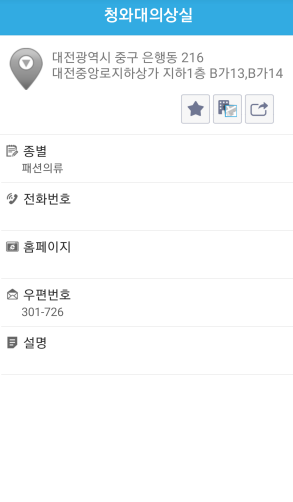 청와대의상실
대전광역시 중구 은행동 216
대전중앙로지하상가 지하1층 B가13,B가14
종별
패션의류
전화번호
홈페이지
우편번호
301-726
설명